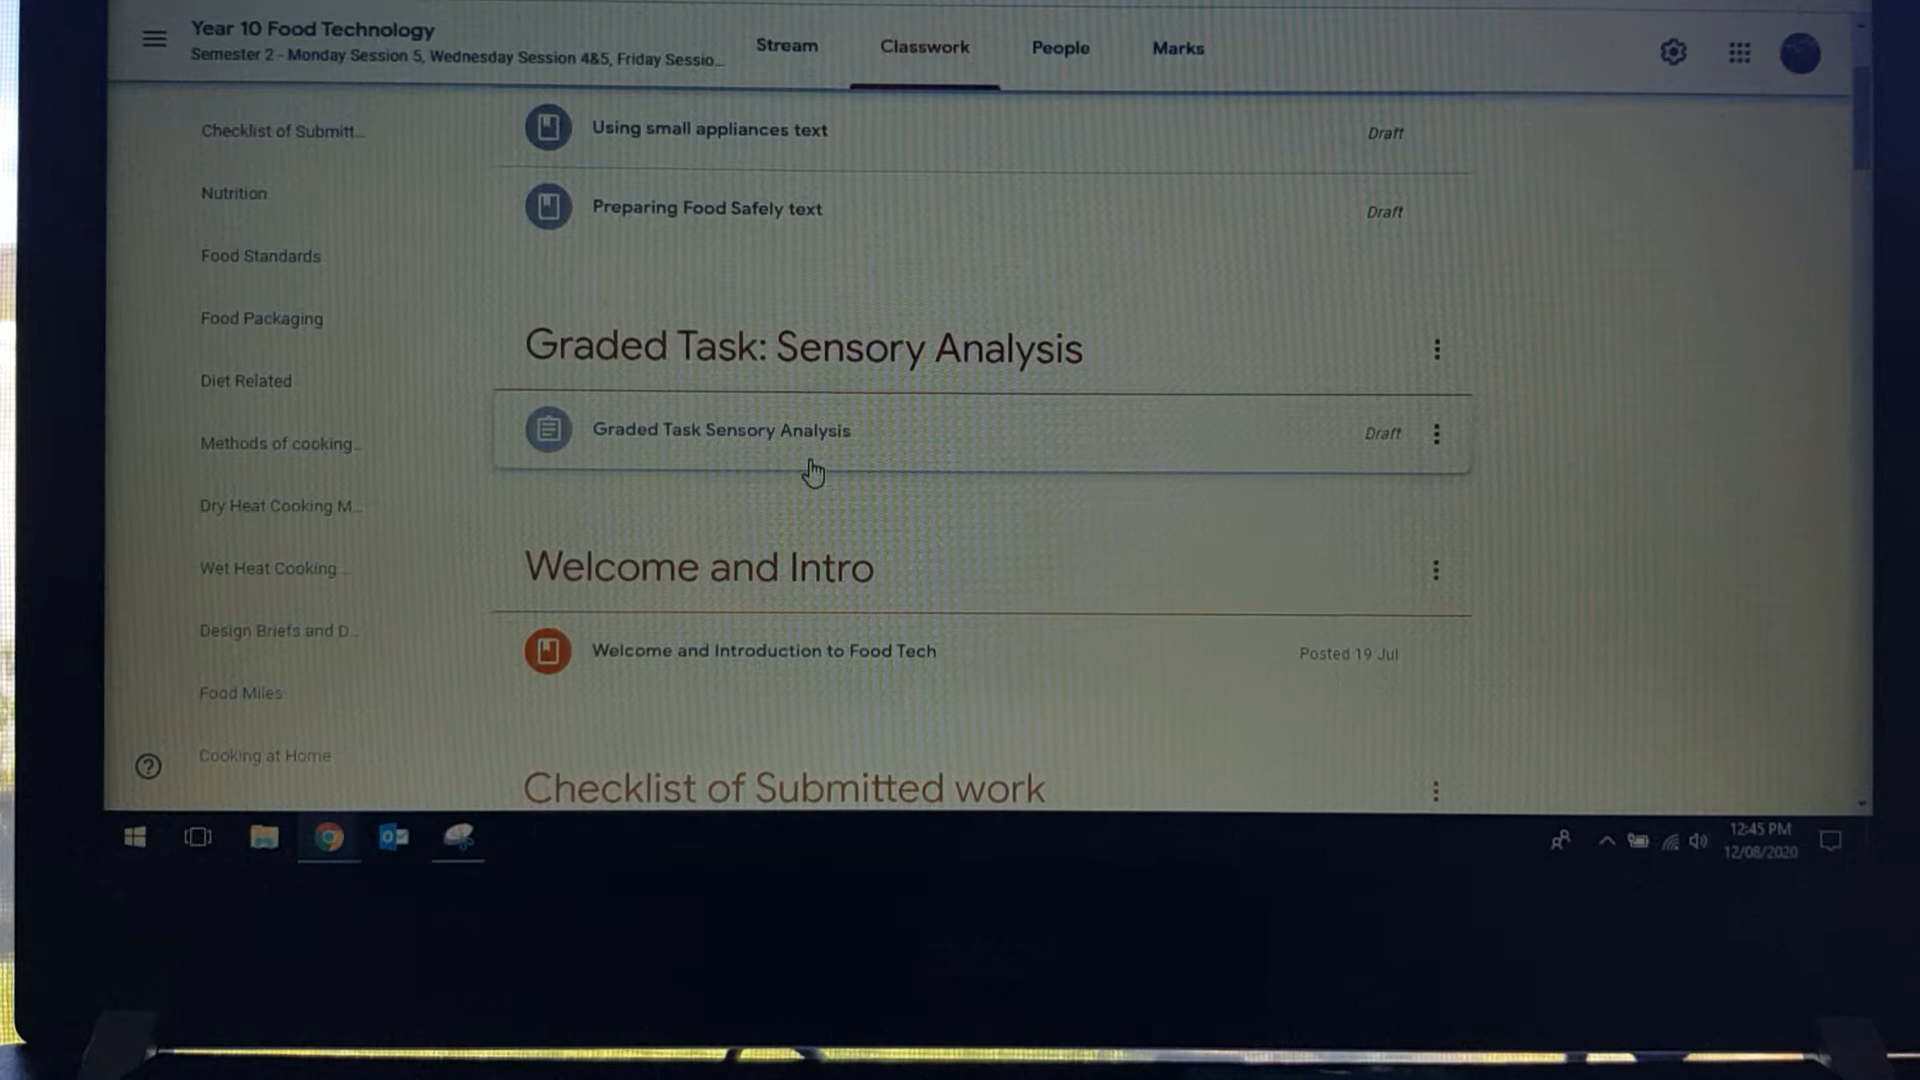 Year 10 Food Technology
Semester 2 - Monday Session 5, Wednesday Session 4&5, Friday Sessio...
Stream
Classwork
People
Marks
Checklist of Submitt...
Nutrition
Food Standards
Food Packaging
Diet Related
Methods of cooking...
Dry Heat Cooking M...
Wet Heat Cooking...
Design Briefs and D...
Food Miles
Cooking at Home
Using small appliances text
Draft
Preparing Food Safely text
Draft
Graded Task: Sensory Analysis
Graded Task Sensory Analysis
Draft
Welcome and Intro
Welcome and Introduction to Food Tech
Posted 19 Jul
Checklist of Submitted work
12:45 PM
12/08/2020